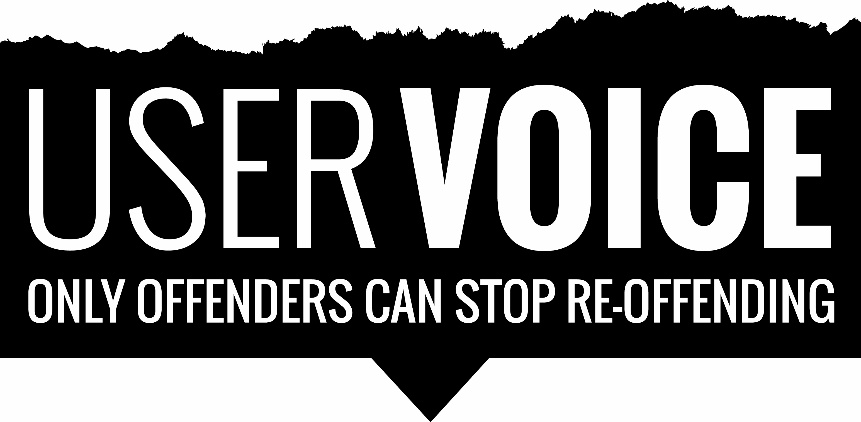 USER VOICE
ONLY OFFENDERS CAN STOP RE-OFFENDING